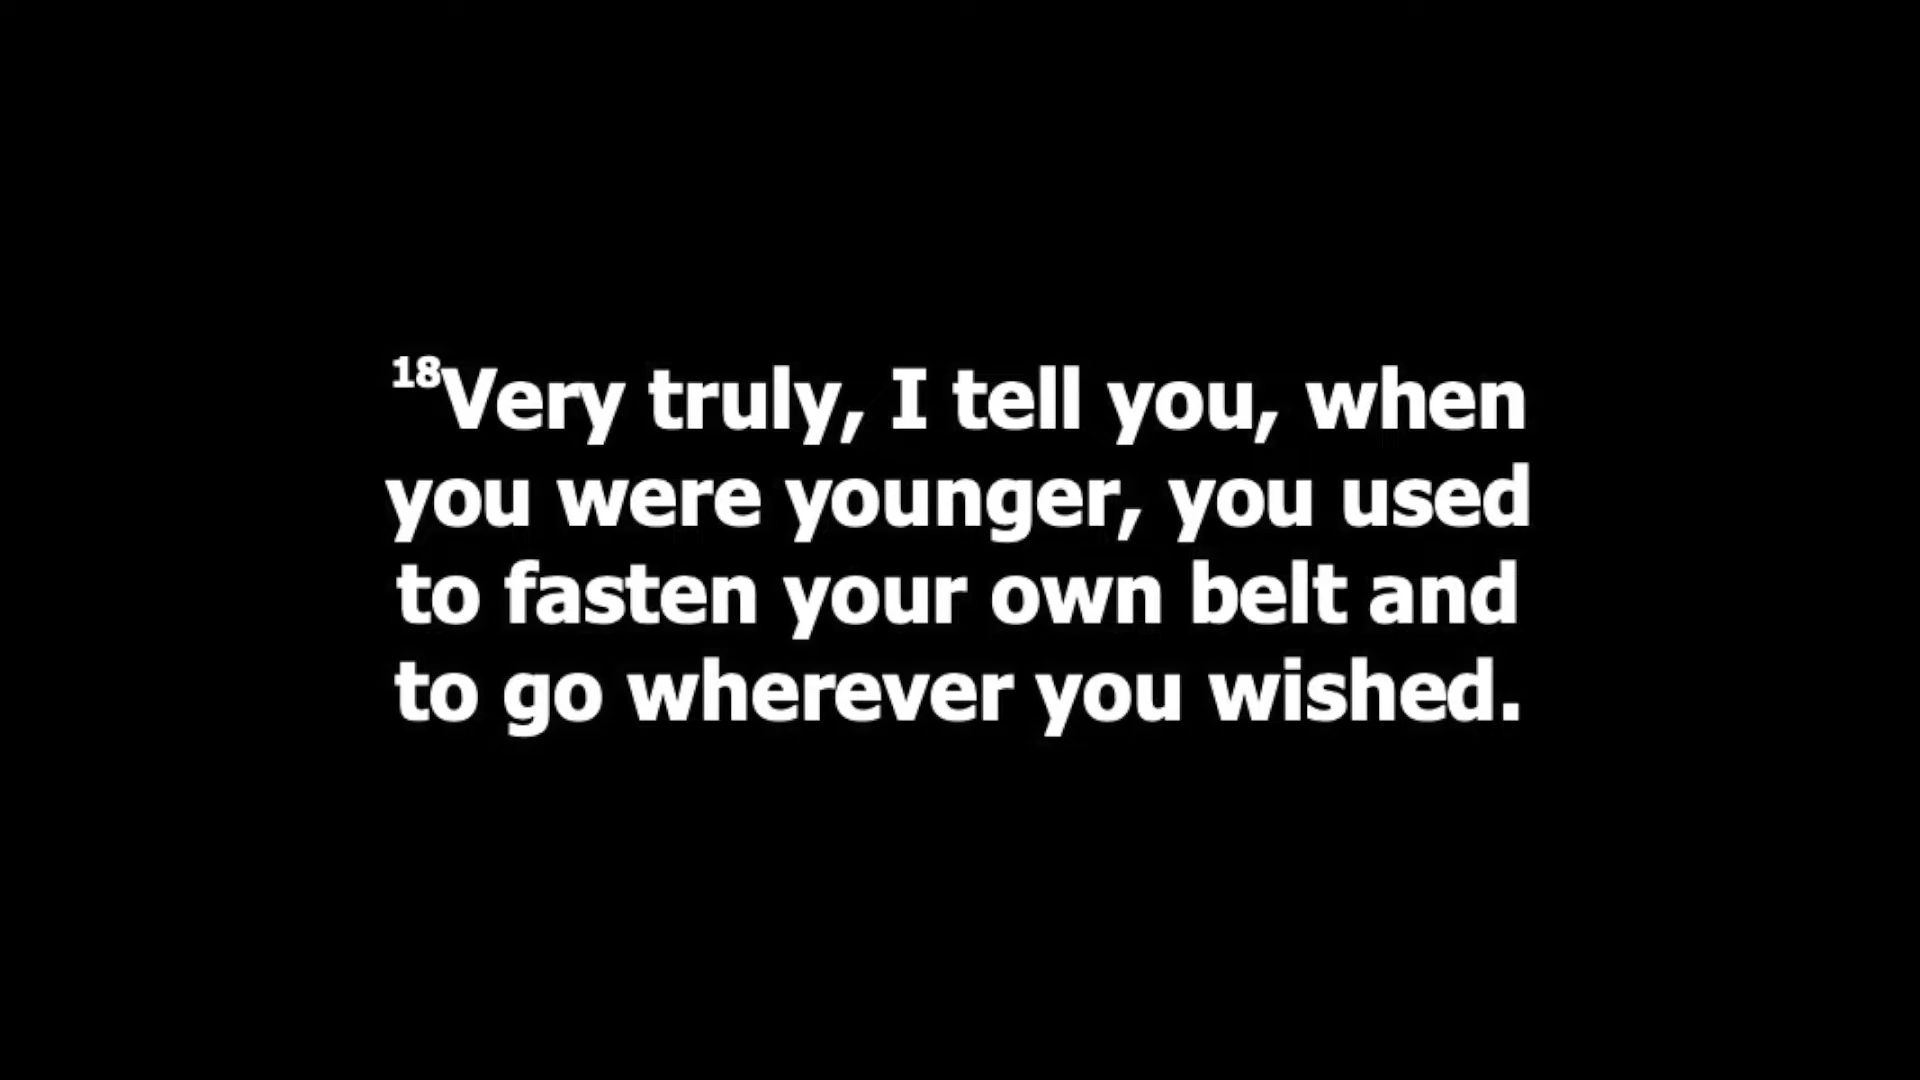 18Very truly, I tell you, when
you were younger, you used
to fasten your own belt and
to go wherever you wished.